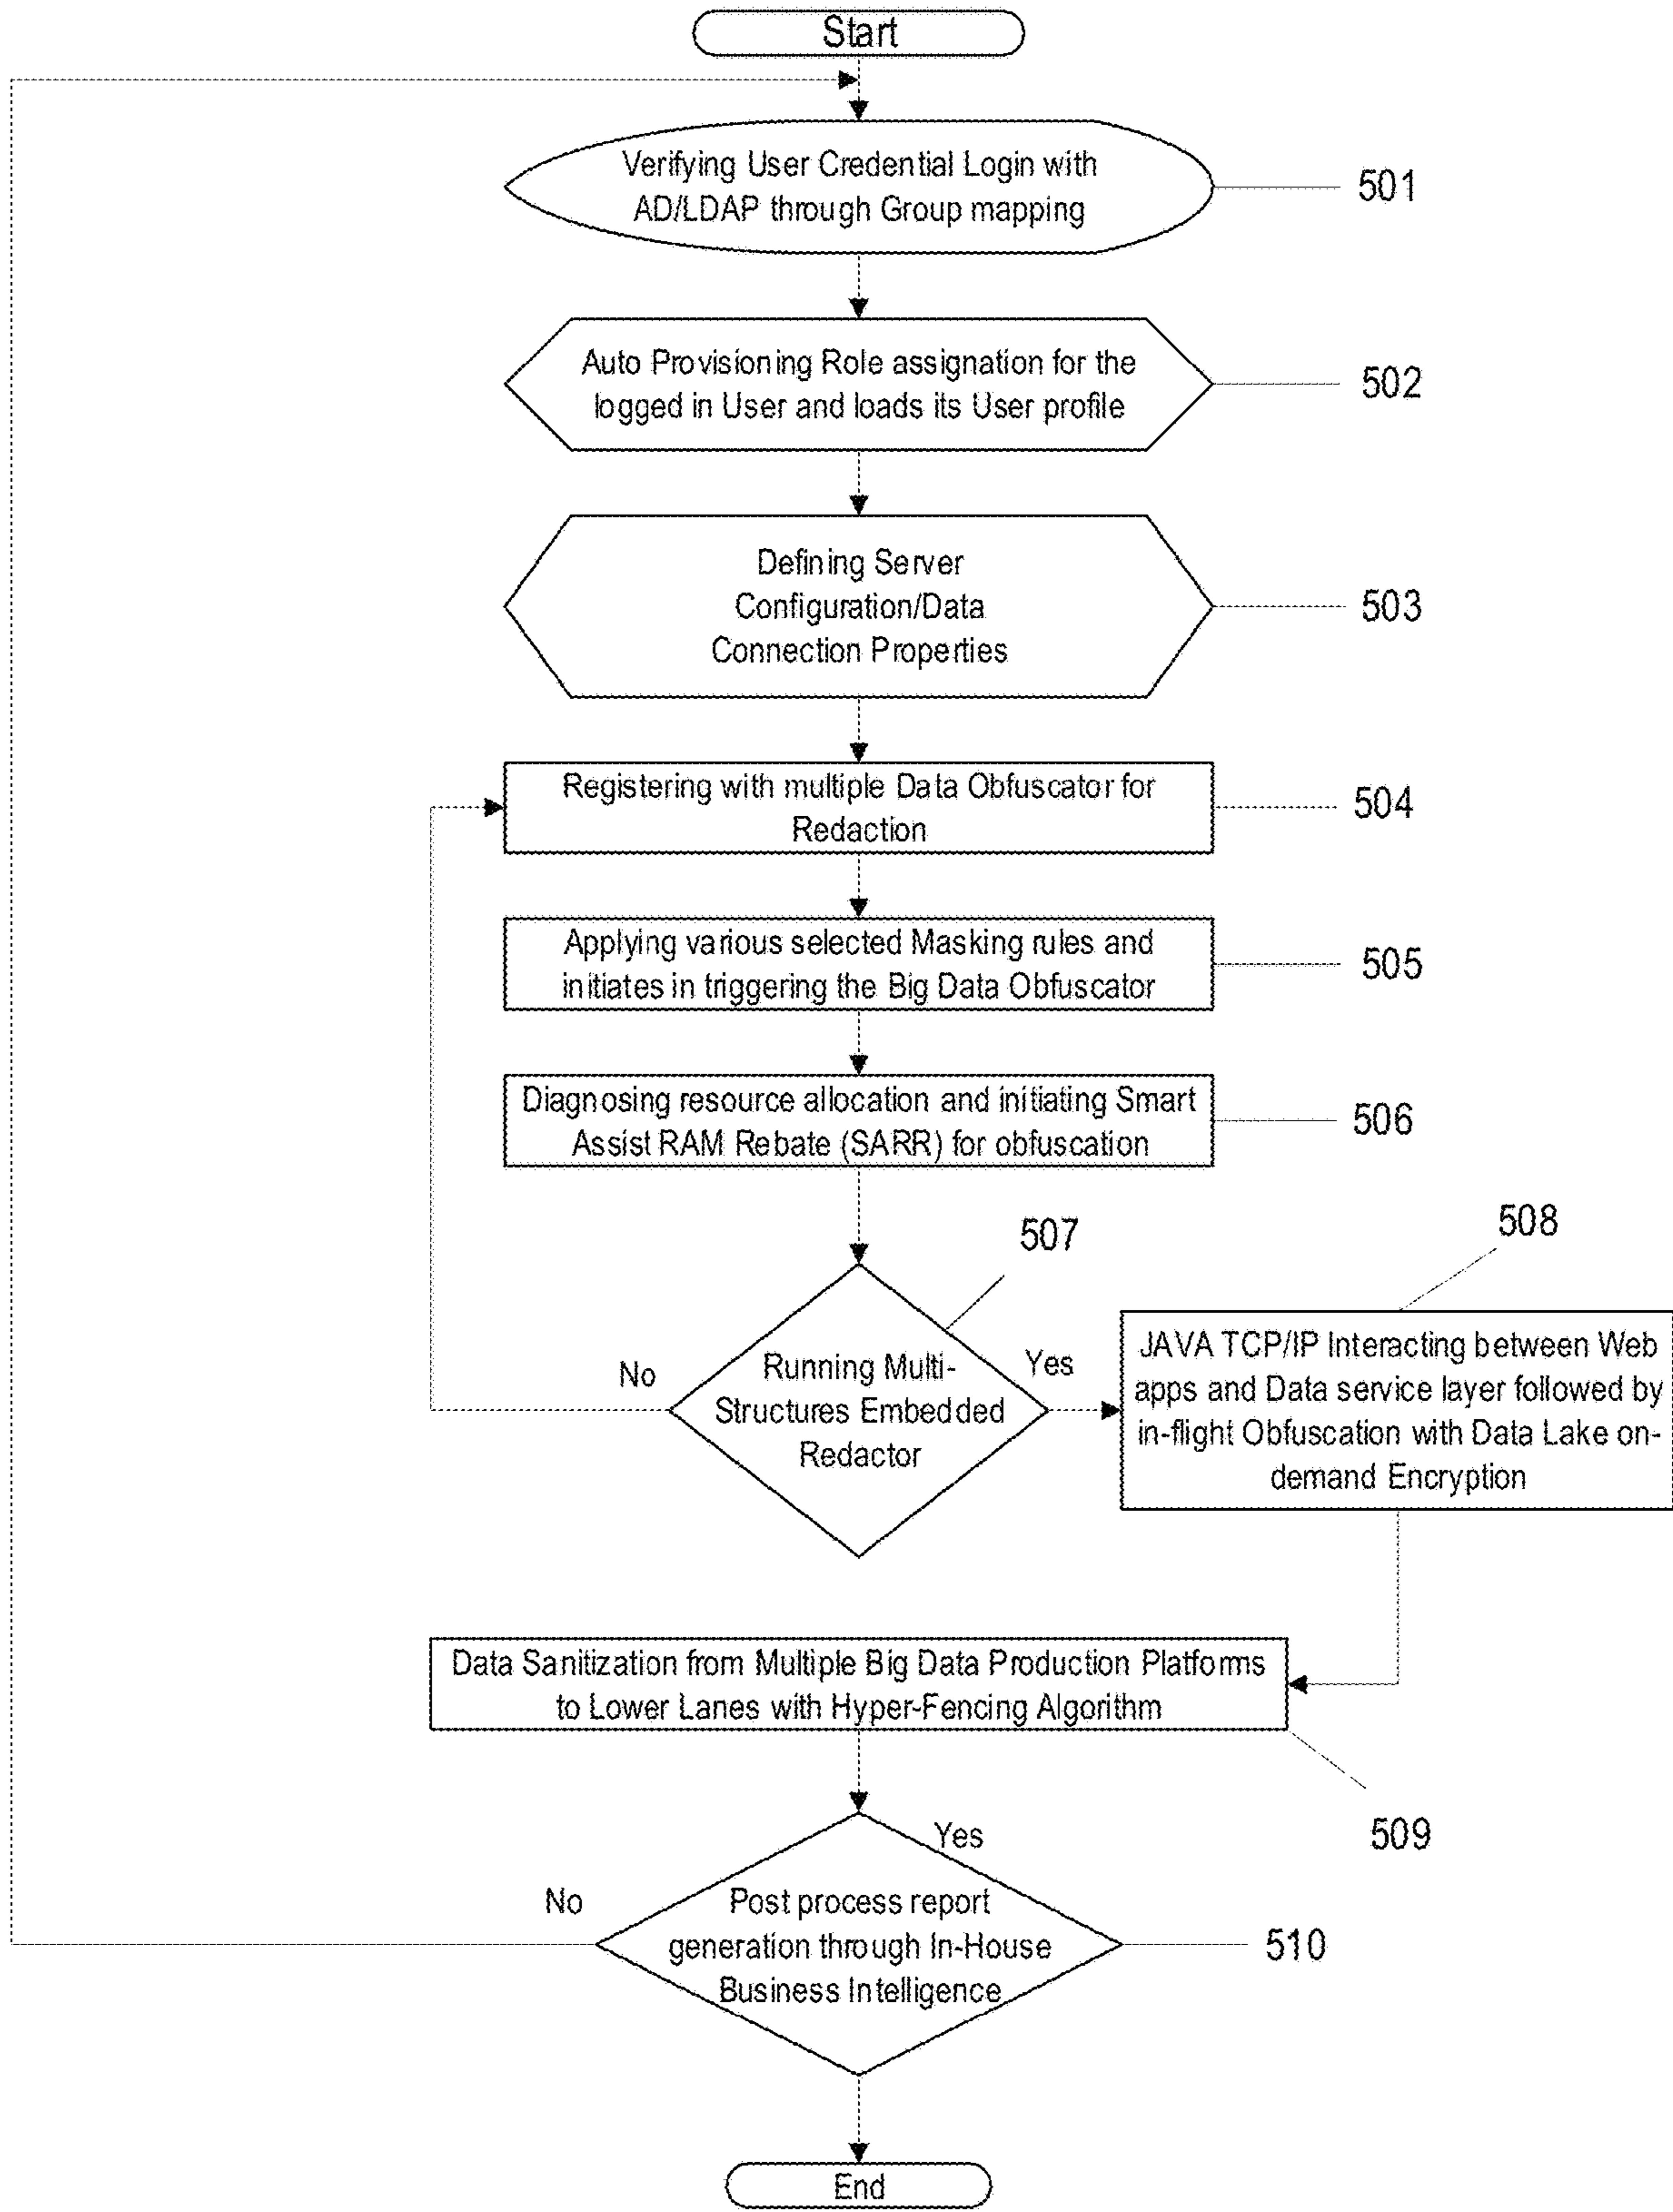 Start
Verifying User Credential Login with
AD/LDAP through Group mapping
501
Auto Provisioning Role assignation for the
logged in User and loads its User profile
502
Defining Server
Configuration/Data
Connection Properties
503
Registering with multiple Data Obfuscator for
Redaction
504
Applying various selected Masking rules and
initiates in triggering the Big Data Obfuscator
505
Diagnosing resource allocation and initiating Smart
Assist RAM Rebate (SARR) for obfuscation
506
507
508
No
Running Multi-
Structures Embedded
Redactor
Yes
JAVA TCP/IP Interacting between Web
apps and Data service layer followed by
in-flight Obfuscation with Data Lake on-
demand Encryption
Data Sanitization from Multiple Big Data Production Platforms
to Lower Lanes with Hyper-Fencing Algorithm
509
Yes
No
Post process report
generation through In-House
Business Intelligence
510
End